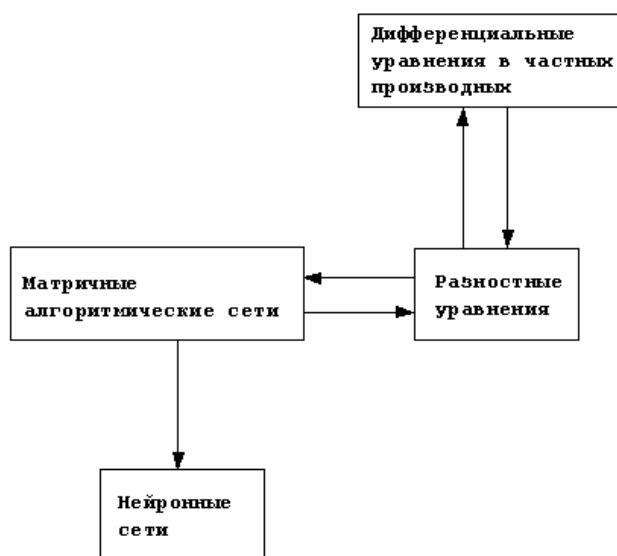 Дифференциальные
уравнения в частных
производных
Матричные
алгоритмические сети
Разностные
уравнения
Нейронные
сети